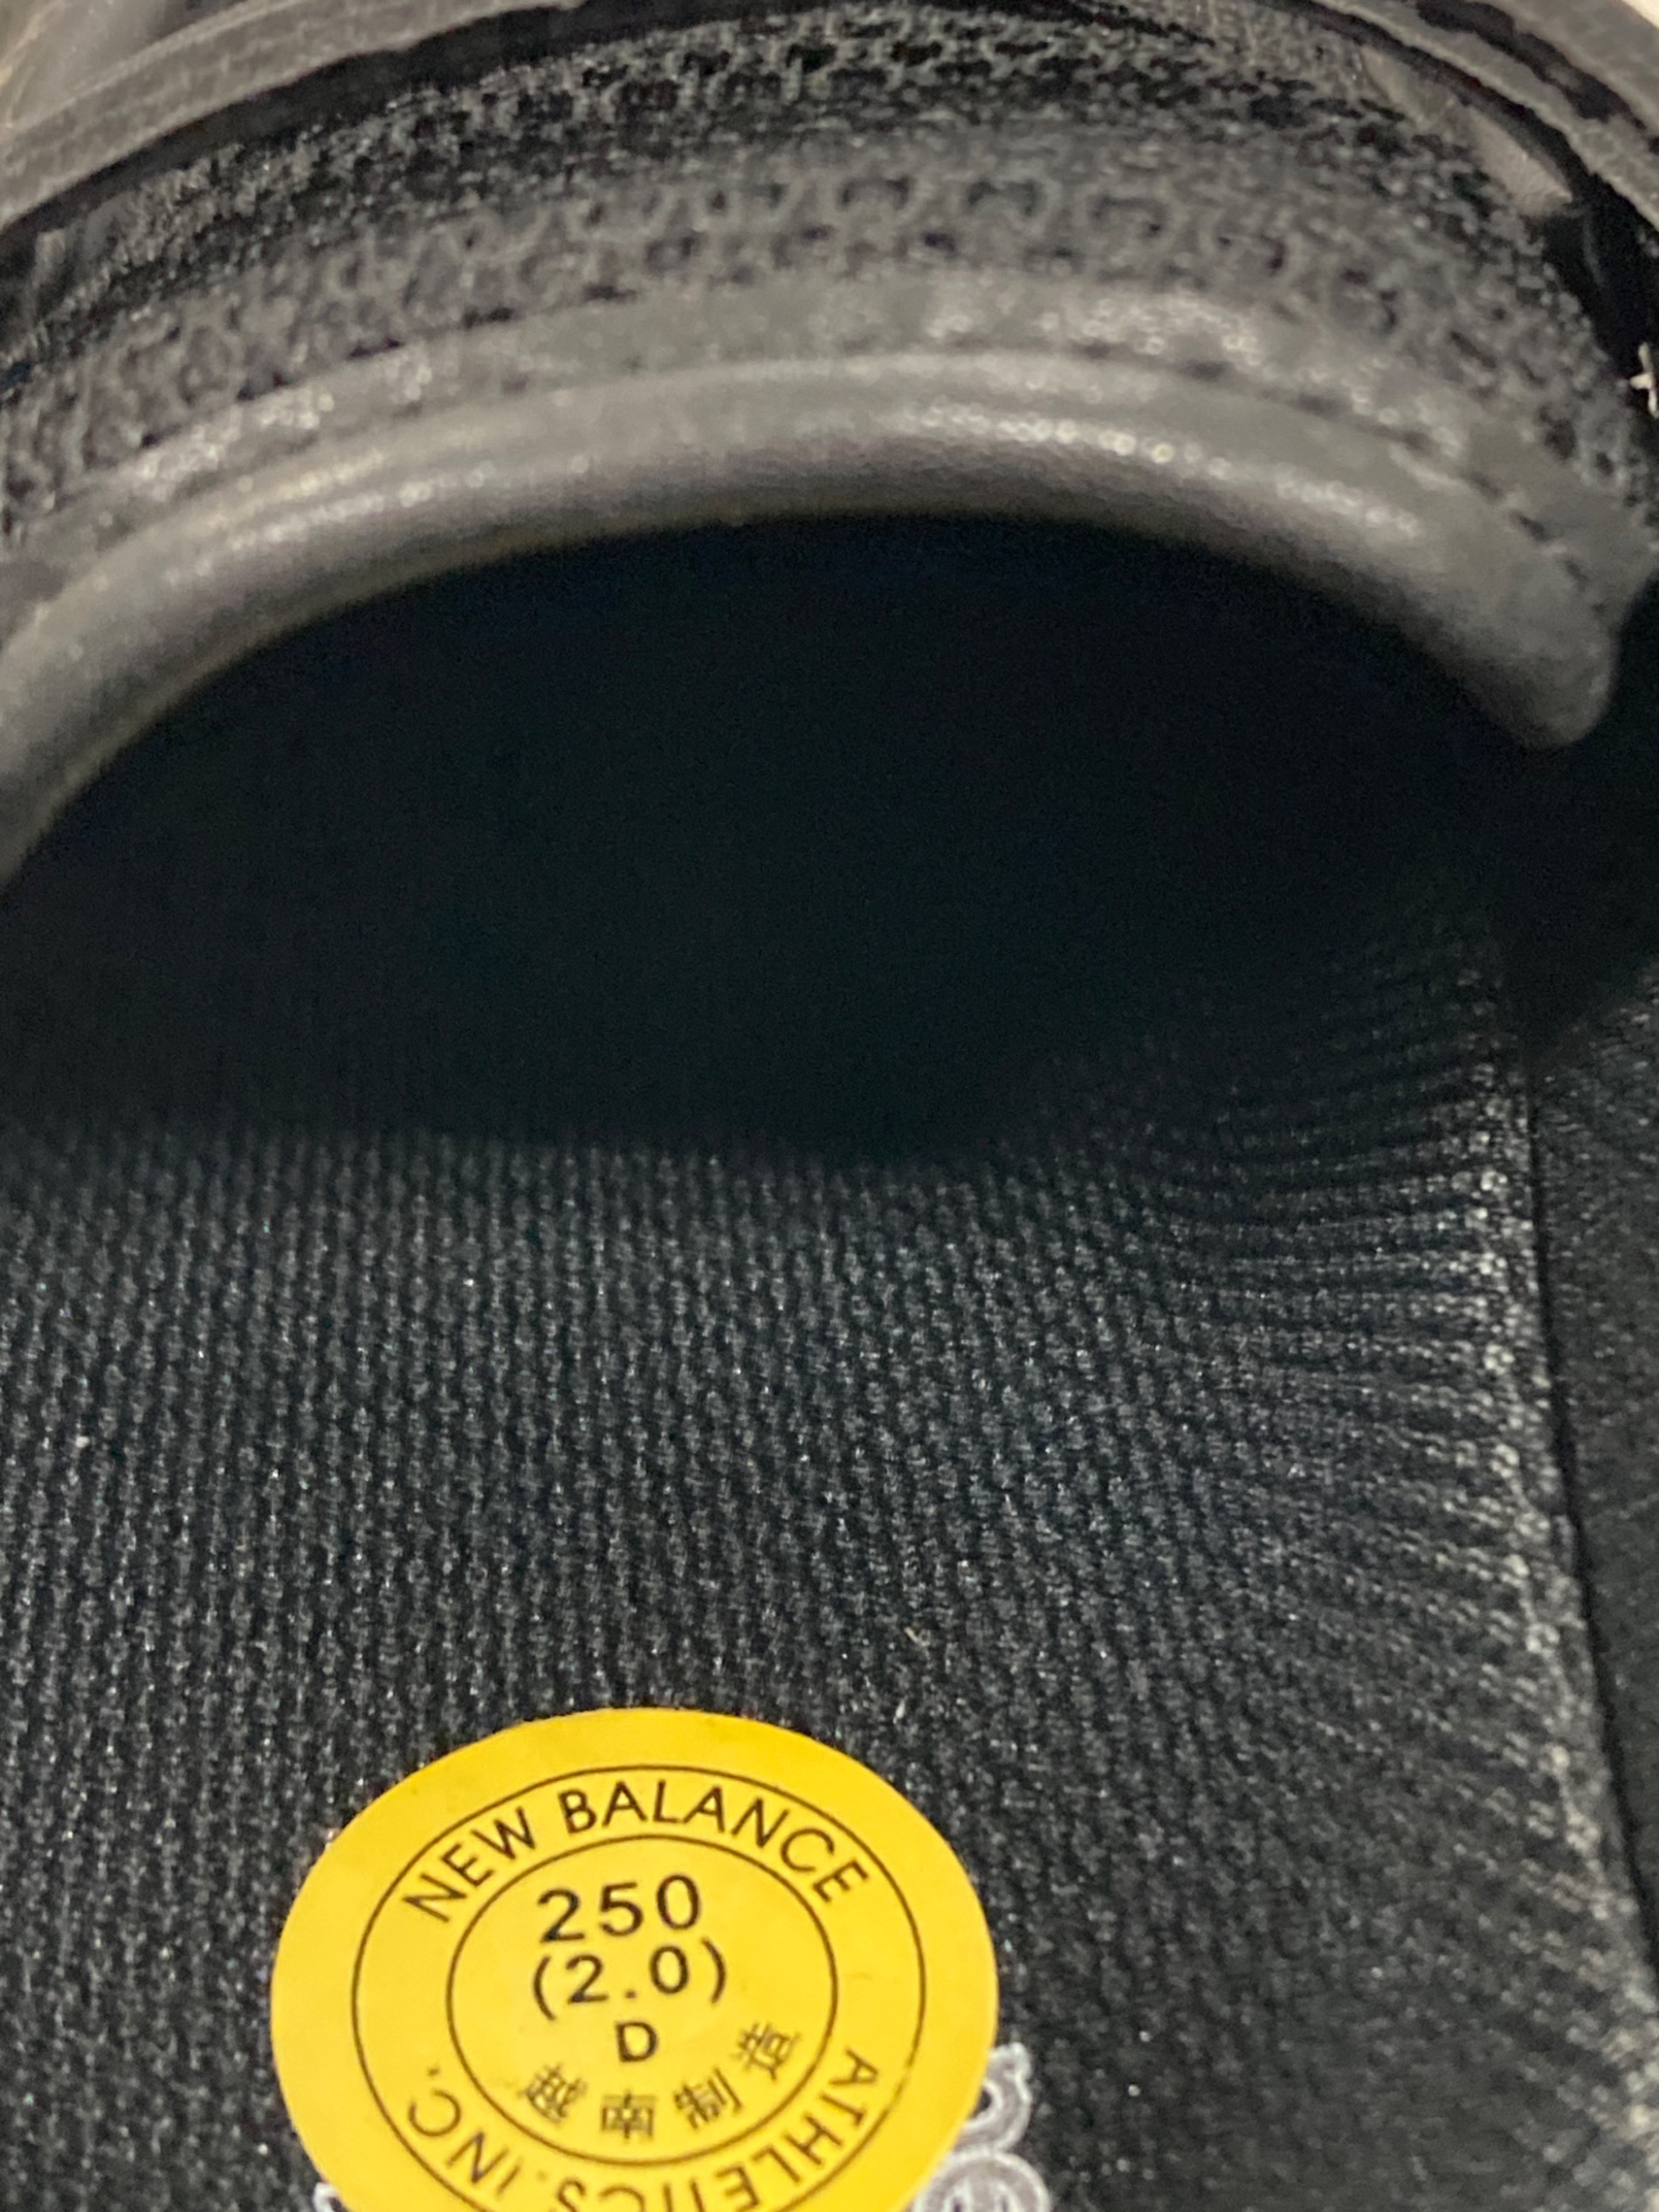 NEW BALANCE
250
(2.0)
D
越南制造
ATHLETICS, INC.